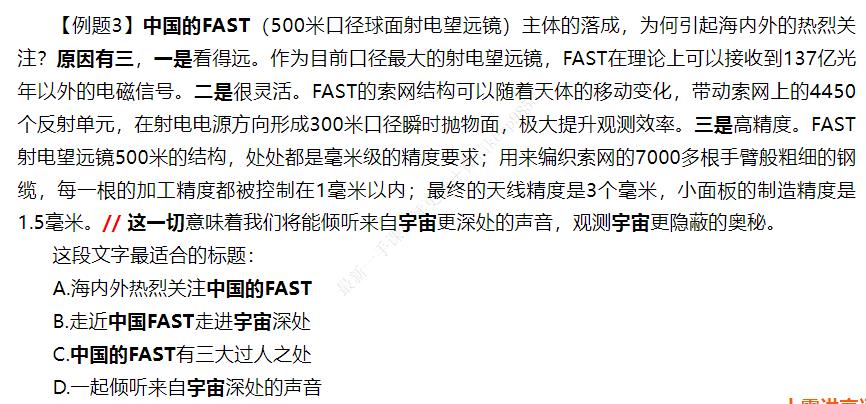 【例题3】中国的FAST（500米口径球面射电望远镜）主体的落成，为何引起海内外的热烈关
注？原因有三，一是看得远。作为目前口径最大的射电望远镜，FAST在理论上可以接收到137亿光
年以外的电磁信号。二是很灵活。FAST的索网结构可以随着天体的移动变化，带动索网上的4450
个反射单元，在射电电源方向形成300米口径瞬时抛物面，极大提升观测效率。三是高精度。FAST
射电望远镜500米的结构，处处都是毫米级的精度要求；用来编织索网的7000多根手臂般粗细的钢
缆，每一根的加工精度都被控制在1毫米以内；最终的天线精度是3个毫米，小面板的制造精度是
1.5毫米。// 这一切意味着我们将能倾听来自宇宙更深处的声音，观测宇宙更隐蔽的奥秘。
这段文字最适合的标题：
A.海内外热烈关注中国的FAST
B.走近中国FAST走进宇宙深处
C.中国的FAST有三大过人之处
D.一起倾听来自宇宙深处的声音
最新一手课